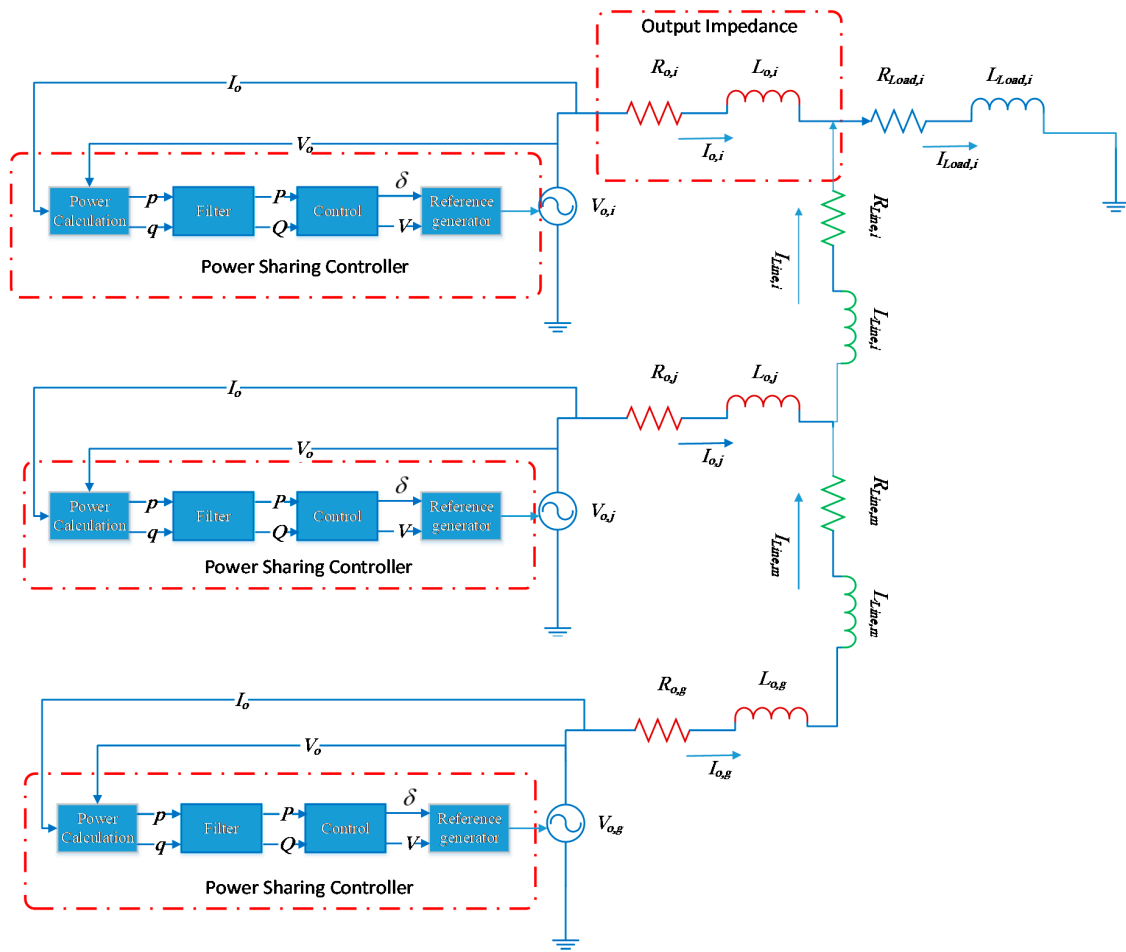 Output Impedance
R_o,i
L_o,i
R_Load,i
L_Load,i
I_o
I_o,i
I_Load,i
V_o
Power Calculation
p
q
Filter
P
Q
Control
δ
V
Reference generator
V_o,i
Power Sharing Controller
R_Line,i
I_Line,i
L_Line,i
R_o,j
L_o,j
I_o
I_o,j
V_o
Power Calculation
p
q
Filter
P
Q
Control
δ
V
Reference generator
V_o,j
Power Sharing Controller
R_Line,m
I_Line,m
L_Line,m
R_o,g
L_o,g
I_o
I_o,g
V_o
Power Calculation
p
q
Filter
P
Q
Control
δ
V
Reference generator
V_o,g
Power Sharing Controller